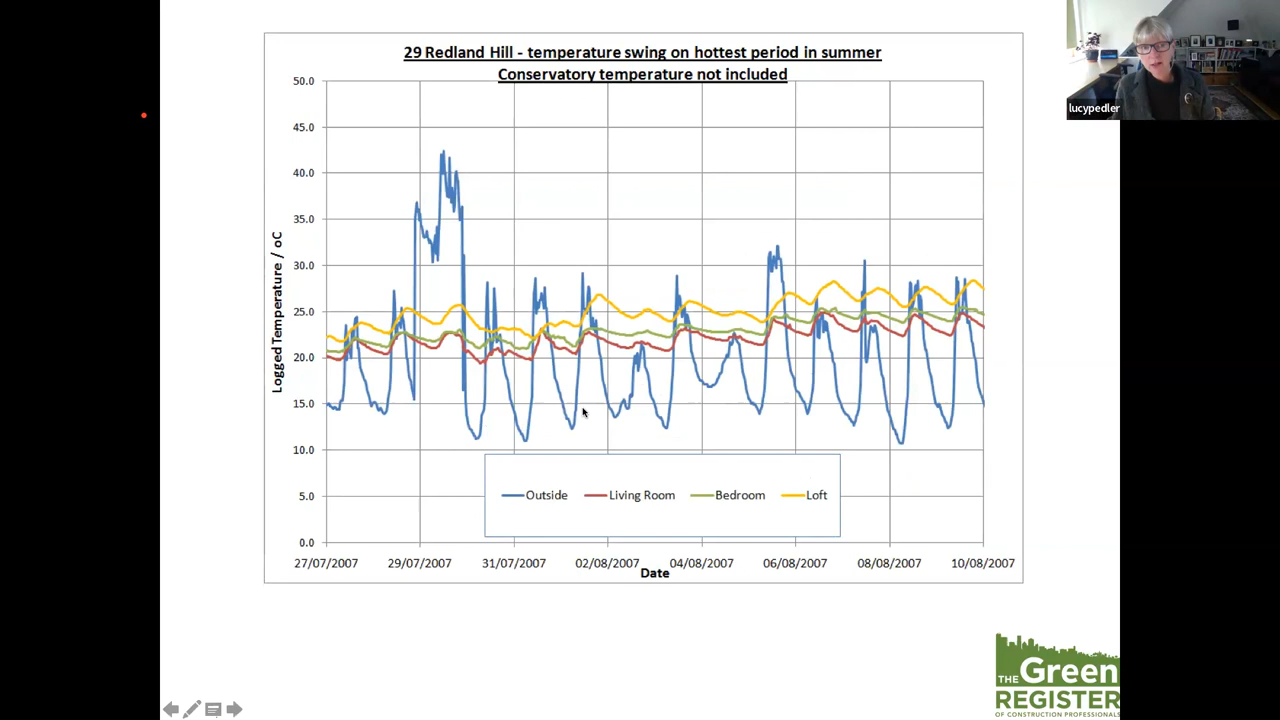 29 Redland Hill - temperature swing on hottest period in summer
Conservatory temperature not included
lucypedler
50.0
45.0
40.0
35.0
30.0
25.0
20.0
15.0
10.0
5.0
0.0
Logged Temperature / oC
Outside Living Room Bedroom Loft
27/07/2007 29/07/2007 31/07/2007 02/08/2007 04/08/2007 06/08/2007 08/08/2007 10/08/2007
Date
THE Green
REGISTER
OF CONSTRUCTION PROFESSIONALS